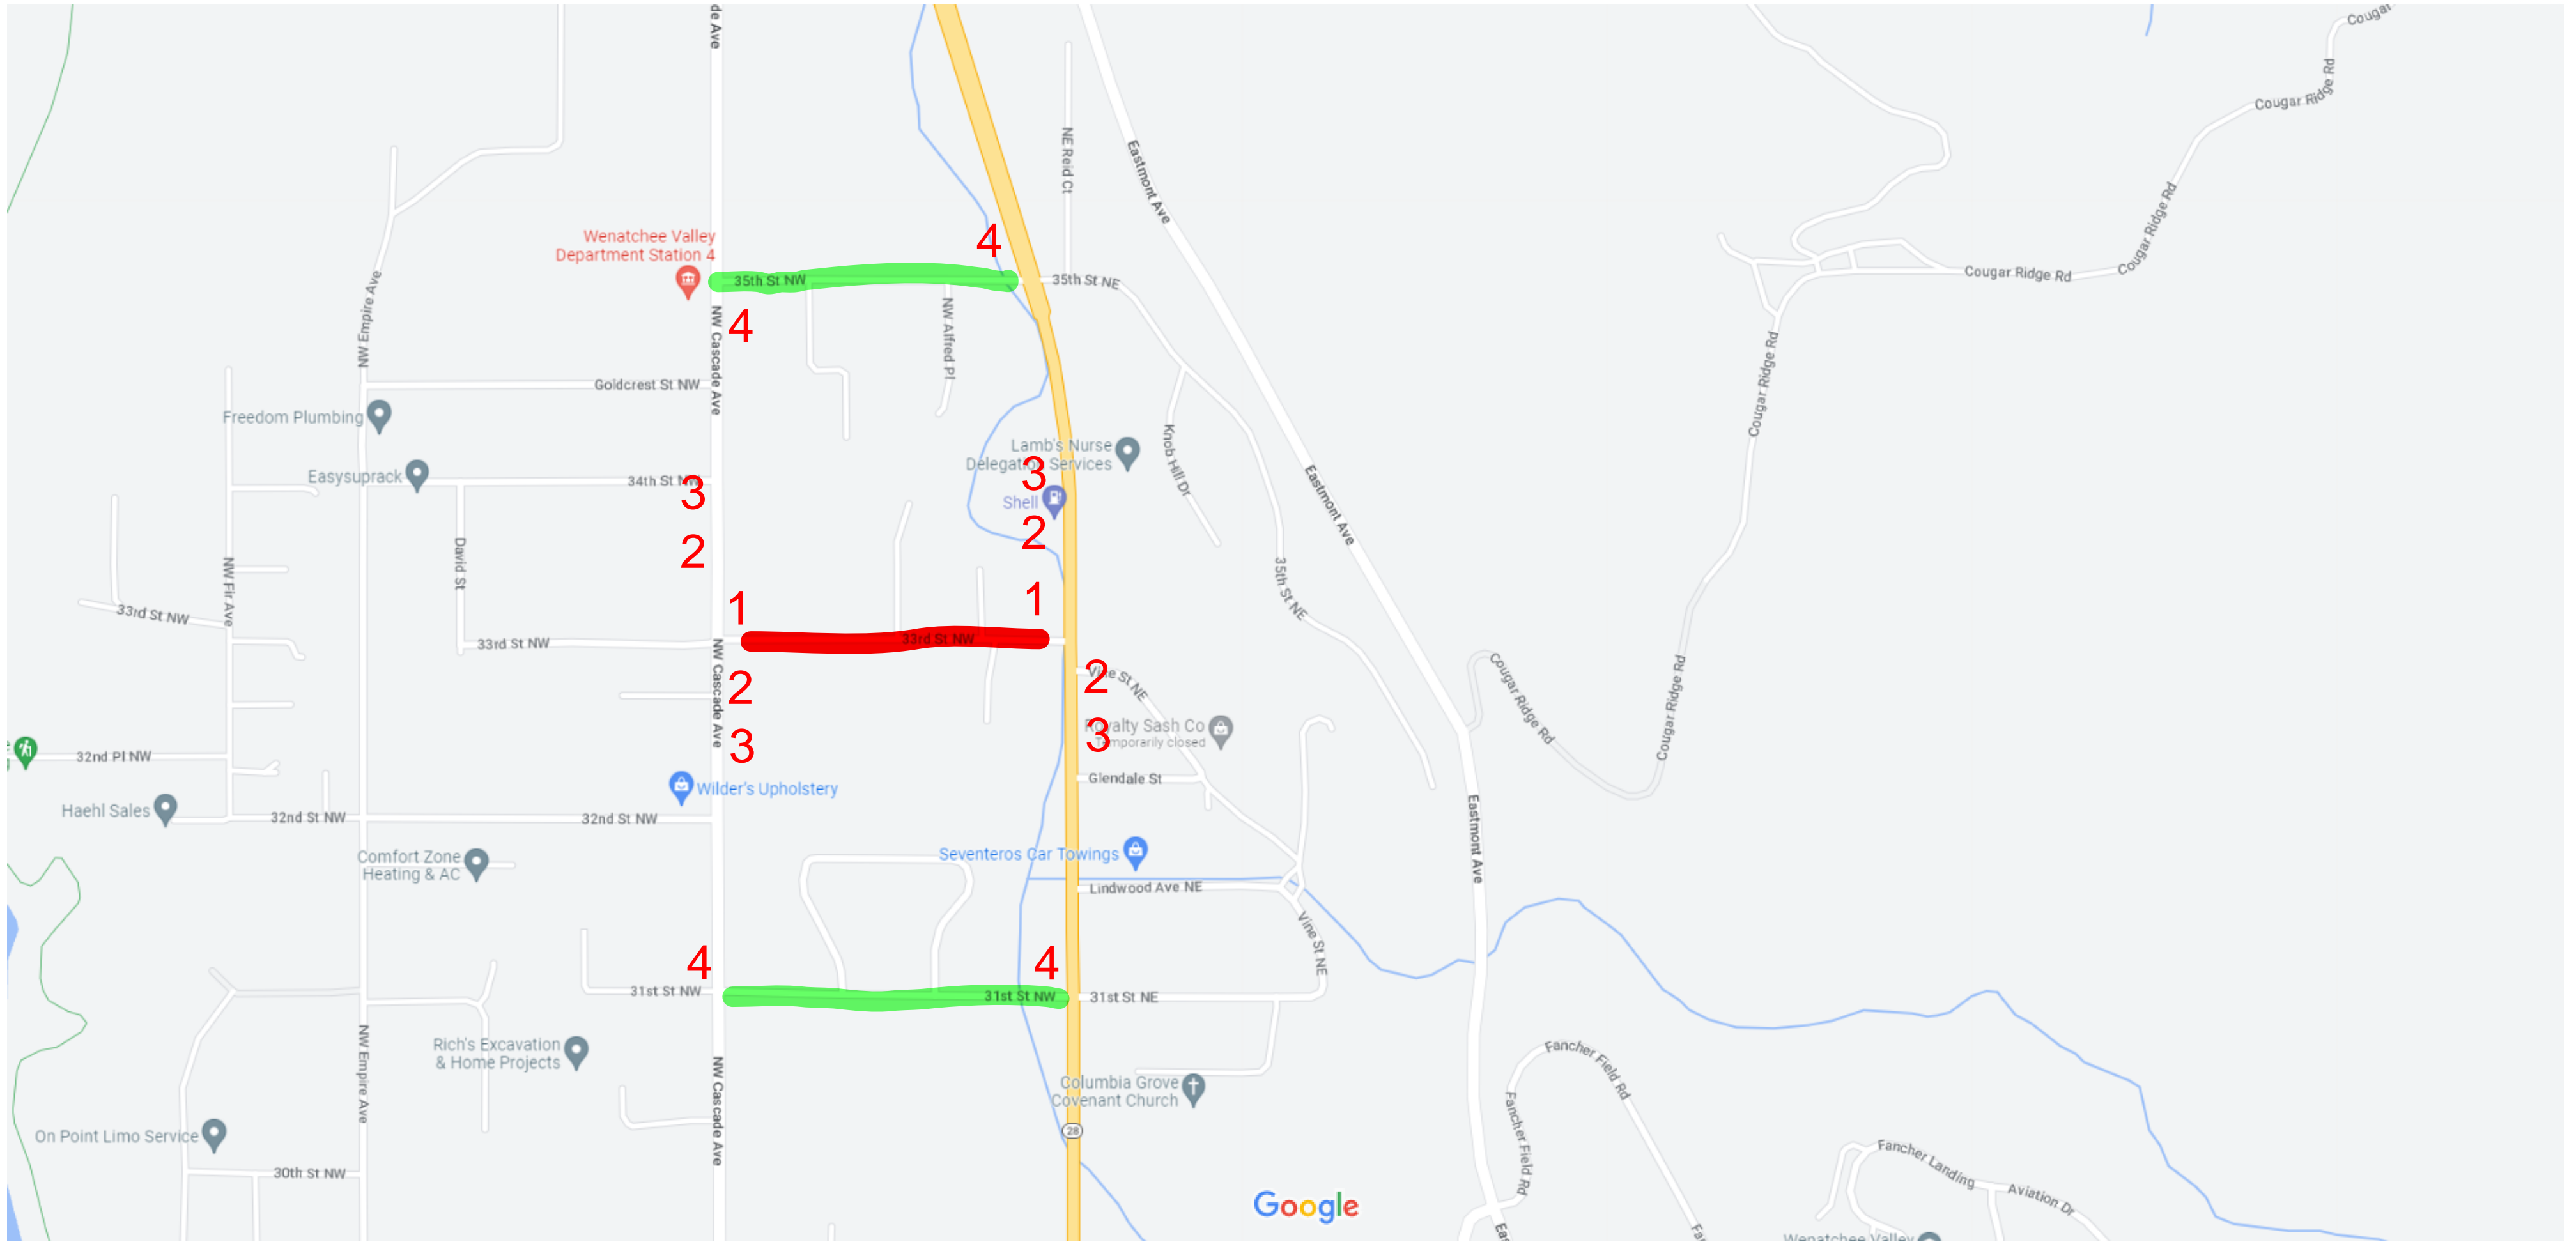 de Ave
Cougar
Cougar Ridge Rd
NE Reid Ct
Eastmont Ave
Cougar Ridge Rd
Wenatchee Valley
Department Station 4
4
35th St NW
35th St NE
Cougar Ridge Rd
NW Empire Ave
NW Cascade Ave
4
NW Alfred Pl
Cougar Ridge Rd
Goldcrest St NW
Freedom Plumbing
Lamb's Nurse
Delegation Services
Knob Hill Dr
Easysuprack
34th St NW
3
3
Shell
Eastmont Ave
2
2
David St
NW Fir Ave
35th St NE
1
1
33rd St NW
33rd St NW
33rd St NW
NW Cascade Ave
2
2
Vine St NE
Cougar Ridge Rd
Cougar Ridge Rd
3
3
Royalty Sash Co
Temporarily closed
e
32nd Pl NW
Glendale St
Wilder's Upholstery
Haehl Sales
32nd St NW
32nd St NW
Eastmont Ave
Comfort Zone
Heating & AC
Seventeros Car Towings
Lindwood Ave NE
Vine St NE
4
4
31st St NW
31st St NW
31st St NE
NW Empire Ave
Rich's Excavation
& Home Projects
NW Cascade Ave
Columbia Grove
Covenant Church
Fancher Field Rd
Fancher Field Rd
28
On Point Limo Service
30th St NW
Fancher Landing
Aviation Dr
Google
Eas
Fa
Wenatchee Valley